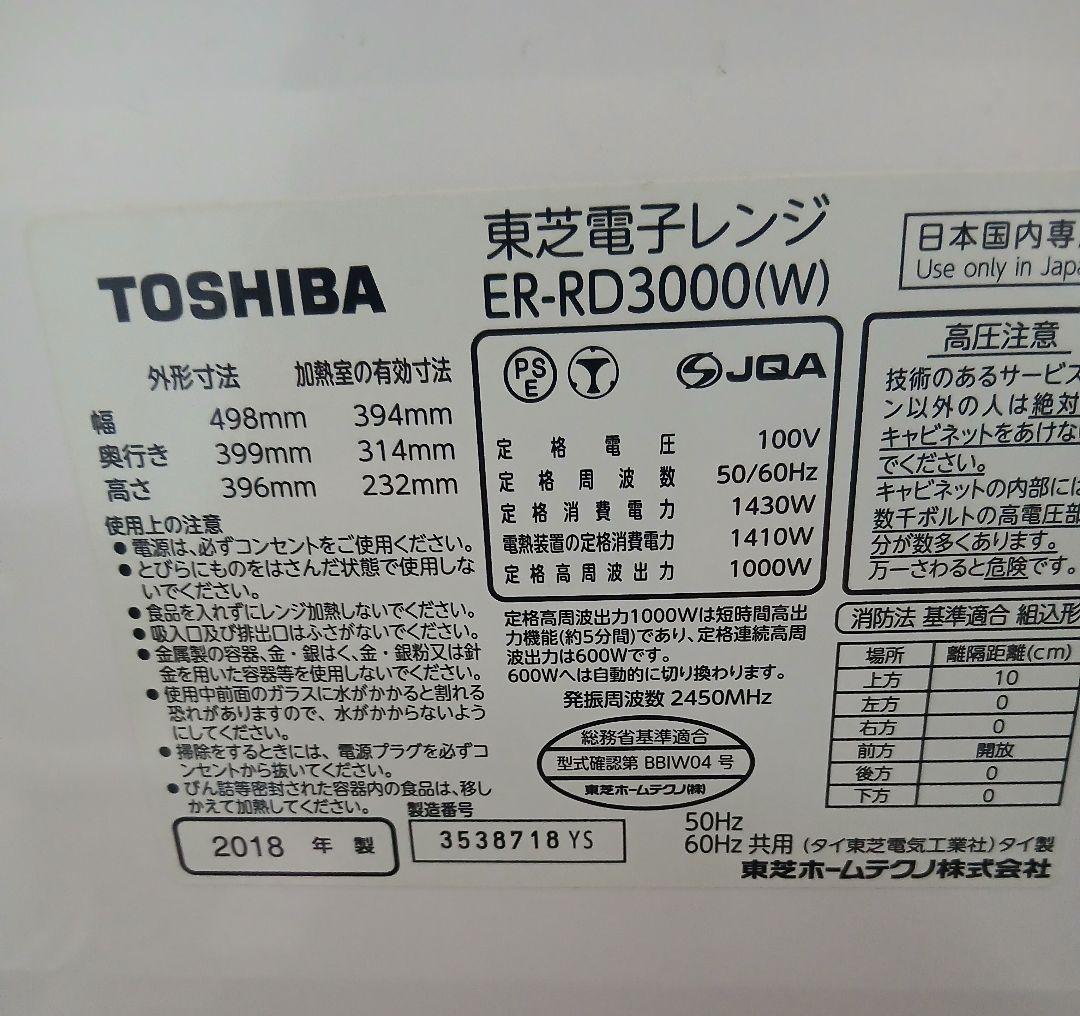 東芝電子レンジ
TOSHIBA
ER-RD3000(W)
日本国内専
Use only in Japa
外形寸法 加熱室の有効寸法
幅 498mm 394mm
奥行き 399mm 314mm
高さ 396mm 232mm
使用上の注意
●電源は、必ずコンセントをご使用ください。
●とびらにものをはさんだ状態で使用しな
いでください。
●食品を入れずにレンジ加熱しないでください。
●吸入口及び排出口はふさがないでください。
●金属製の容器、金・銀はく、金・銀粉又は針
金を用いた容器等を使用しないでください。
●使用中前面のガラスに水がかかると割れる
恐れがありますので、水がかからないよう
にしてください。
●掃除をするときには、電源プラグを必ずコ
ンセントから抜いてください。
●びん詰等密封された容器内の食品は、移し
かえて加熱してください。
2018 年 製
製造番号
3538718 YS
PS
E
JQA
定格電圧 100V
定格周波数 50/60Hz
定格消費電力 1430W
電熱装置の定格消費電力 1410W
定格高周波出力 1000W
定格高周波出力1000Wは短時間高出
力機能(約5分間)であり、定格連続高周
波出力は600Wです。
600Wへは自動的に切り換わります。
発振周波数 2450MHz
総務省基準適合
型式確認第 BBIW04 号
東芝ホームテクノ(株)
高圧注意
技術のあるサービス
ン以外の人は絶対
キャビネットをあけな
でください。
キャビネットの内部には
数千ボルトの高電圧部
分が数多くあります。
万一さわると危険です。
消防法 基準適合 組込形
場所 離隔距離(cm)
上方 10
左方 0
右方 0
前方 開放
後方 0
下方 0
50Hz
60Hz 共用 (タイ東芝電気工業社)タイ製
東芝ホームテクノ株式会社